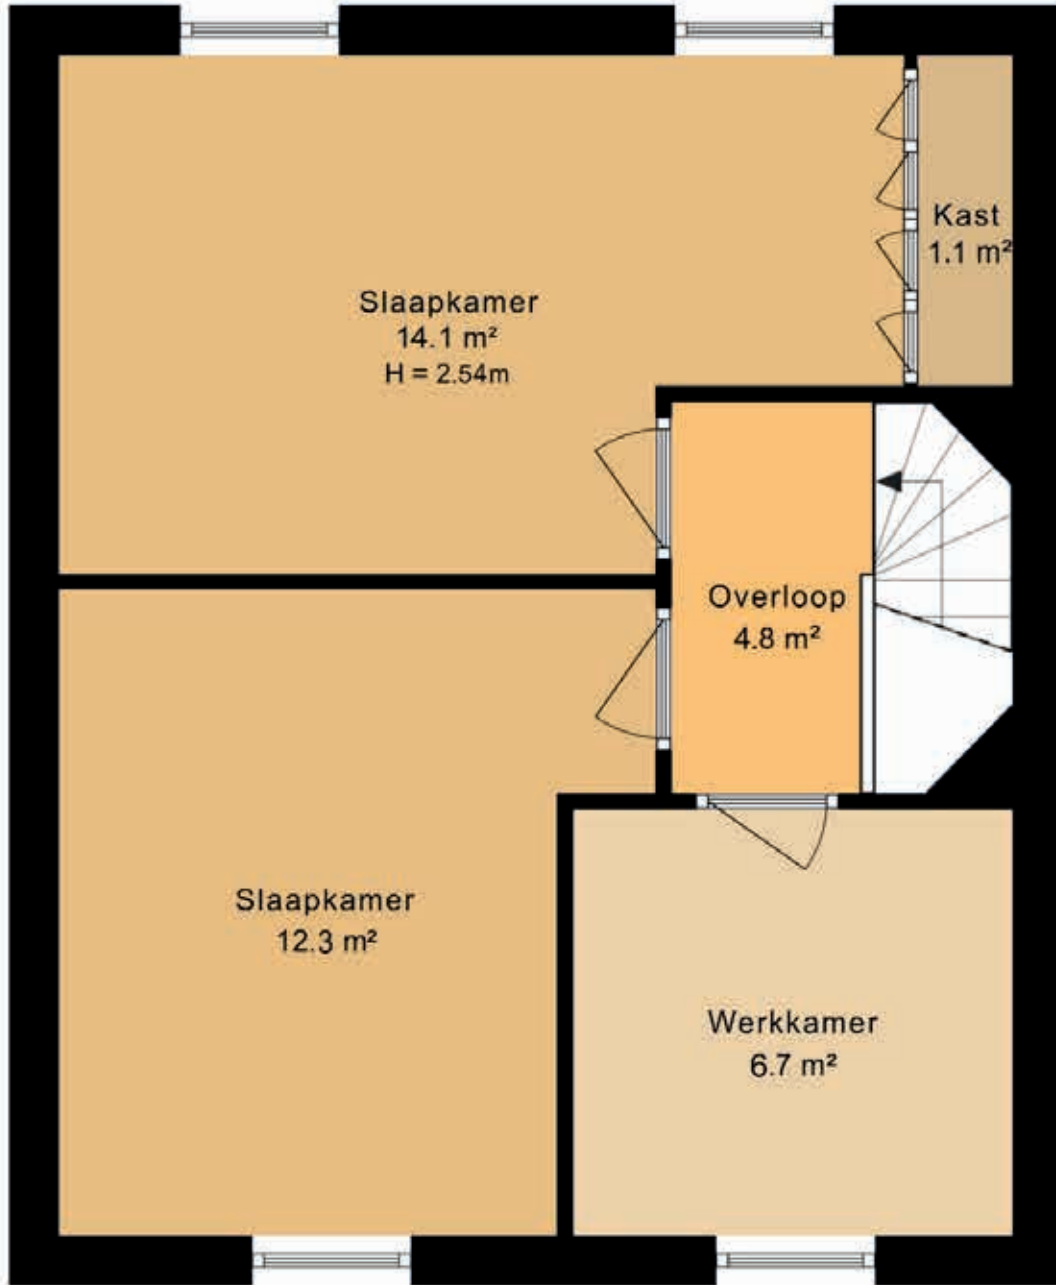 Kast
1.1 m²
Slaapkamer
14.1 m²
H = 2.54m
Overloop
4.8 m²
Slaapkamer
12.3 m²
Werkkamer
6.7 m²